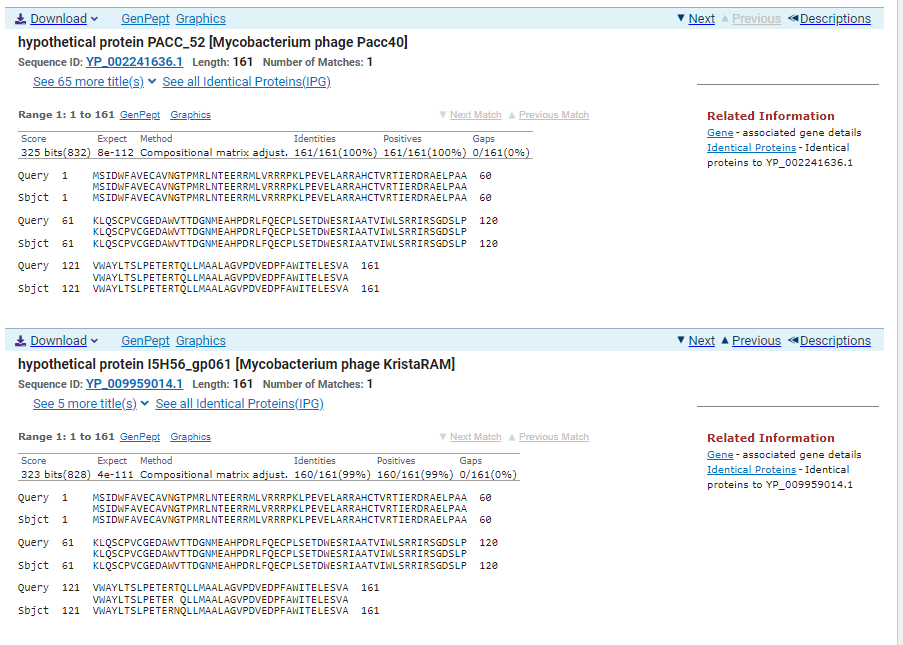 Download GenPept Graphics Next Previous Descriptions
hypothetical protein PACC_52 [Mycobacterium phage Pacc40]
Sequence ID: YP_002241636.1 Length: 161 Number of Matches: 1
See 65 more title(s) See all Identical Proteins(IPG)
Range 1: 1 to 161 GenPept Graphics Next Match Previous Match
Score Expect Method Identities Positives Gaps
325 bits(832) 8e-112 Compositional matrix adjust. 161/161(100%) 161/161(100%) 0/161(0%)
Query 1 MSIDWFAVECAVNGTPMRLNTEERRMLVRRRPKLPEVELARRAHCTVRTIERDRAELPAA 60
MSIDWFAVECAVNGTPMRLNTEERRMLVRRRPKLPEVELARRAHCTVRTIERDRAELPAA
Sbjct 1 MSIDWFAVECAVNGTPMRLNTEERRMLVRRRPKLPEVELARRAHCTVRTIERDRAELPAA 60
Query 61 KLQSCPVCGEDAWVTTDGNMEAHPDRLFQECPLSETDWESRIAATVIWLSRRIRSGDSLP 120
KLQSCPVCGEDAWVTTDGNMEAHPDRLFQECPLSETDWESRIAATVIWLSRRIRSGDSLP
Sbjct 61 KLQSCPVCGEDAWVTTDGNMEAHPDRLFQECPLSETDWESRIAATVIWLSRRIRSGDSLP 120
Query 121 VWAYLTSLPETERTQLLMAALAGVPDVEDPFAWITELESVA 161
VWAYLTSLPETERTQLLMAALAGVPDVEDPFAWITELESVA
Sbjct 121 VWAYLTSLPETERTQLLMAALAGVPDVEDPFAWITELESVA 161
Related Information
Gene - associated gene details
Identical Proteins - Identical
proteins to YP_002241636.1
Download GenPept Graphics Next Previous Descriptions
hypothetical protein I5H56_gp061 [Mycobacterium phage KristaRAM]
Sequence ID: YP_009959014.1 Length: 161 Number of Matches: 1
See 5 more title(s) See all Identical Proteins(IPG)
Range 1: 1 to 161 GenPept Graphics Next Match Previous Match
Score Expect Method Identities Positives Gaps
323 bits(828) 4e-111 Compositional matrix adjust. 160/161(99%) 160/161(99%) 0/161(0%)
Query 1 MSIDWFAVECAVNGTPMRLNTEERRMLVRRRPKLPEVELARRAHCTVRTIERDRAELPAA 60
MSIDWFAVECAVNGTPMRLNTEERRMLVRRRPKLPEVELARRAHCTVRTIERDRAELPAA
Sbjct 1 MSIDWFAVECAVNGTPMRLNTEERRMLVRRRPKLPEVELARRAHCTVRTIERDRAELPAA 60
Query 61 KLQSCPVCGEDAWVTTDGNMEAHPDRLFQECPLSETDWESRIAATVIWLSRRIRSGDSLP 120
KLQSCPVCGEDAWVTTDGNMEAHPDRLFQECPLSETDWESRIAATVIWLSRRIRSGDSLP
Sbjct 61 KLQSCPVCGEDAWVTTDGNMEAHPDRLFQECPLSETDWESRIAATVIWLSRRIRSGDSLP 120
Query 121 VWAYLTSLPETERTQLLMAALAGVPDVEDPFAWITELESVA 161
VWAYLTSLPETER QLLMAALAGVPDVEDPFAWITELESVA
Sbjct 121 VWAYLTSLPETERNQLLMAALAGVPDVEDPFAWITELESVA 161
Related Information
Gene - associated gene details
Identical Proteins - Identical
proteins to YP_009959014.1